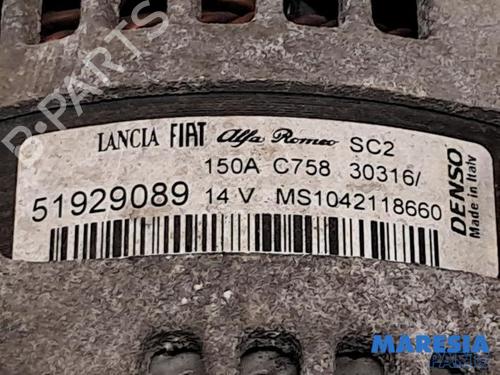 LANCIA FIAT Alfa Romeo SC2
150A C758 30316/
51929089 14 V MS1042118660
DENSO
Made in Italy
B-PARTS
MARESIA
PARTS